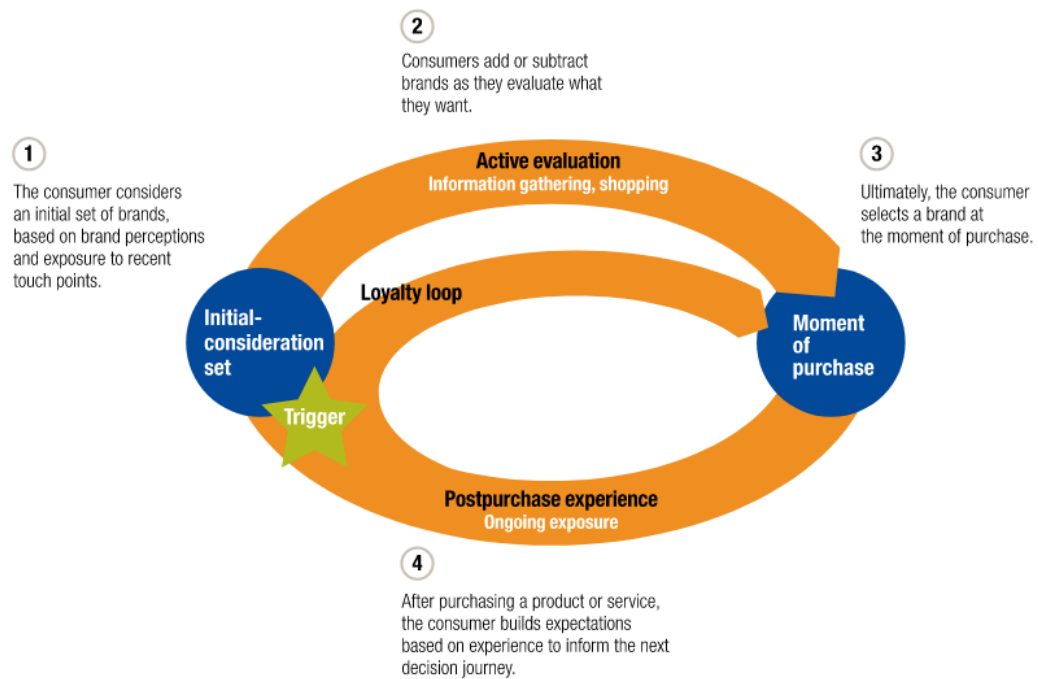 1
The consumer considers
an initial set of brands,
based on brand perceptions
and exposure to recent
touch points.
2
Consumers add or subtract
brands as they evaluate what
they want.
3
Ultimately, the consumer
selects a brand at
the moment of purchase.
Active evaluation
Information gathering, shopping
Loyalty loop
Initial-
consideration
set
Trigger
Moment
of
purchase
Postpurchase experience
Ongoing exposure
4
After purchasing a product or service,
the consumer builds expectations
based on experience to inform the next
decision journey.